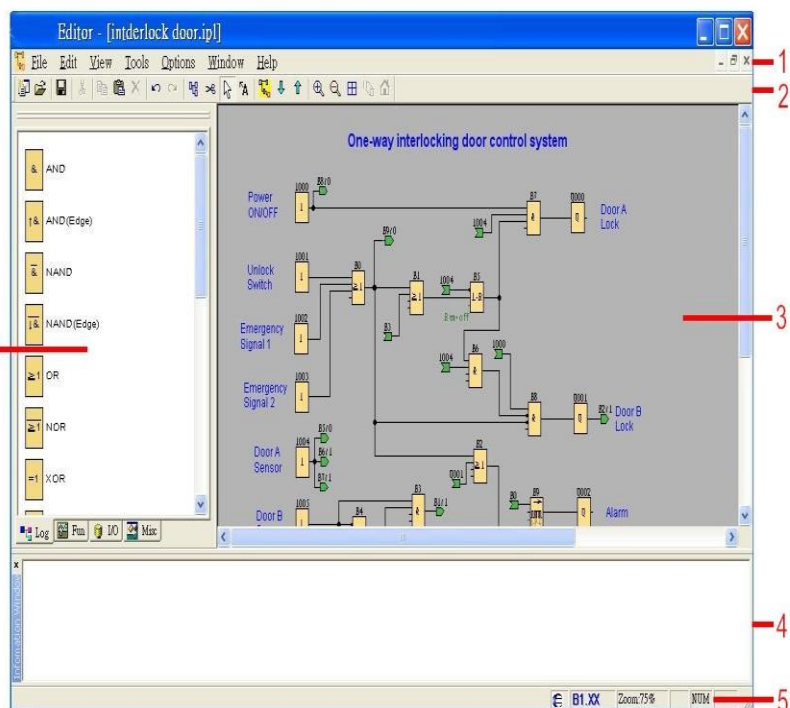 Editor - [intderlock door.ipl]
File Edit View Tools Options Window Help
1
2
AND
AND(Edge)
NAND
NAND(Edge)
OR
NOR
XOR
Log Fun I/O Misc
One-way interlocking door control system
Power ON/OFF
I000
B8/0
B7
Q000
Door A Lock
I004
Unlock Switch
I001
B9/0
B0
B1
I004
B5
L-S
Rm=off
B3
Emergency Signal 1
I002
I004
B6
I000
Emergency Signal 2
I003
B8
Q001
B2/1
Door B Lock
Door A Sensor
I004
B5/0
B6/1
B7/1
B2
Q001
Door B
I005
B4
B3
B1/1
B0
B9
Q002
Alarm
3
Infomation Window
4
B1.XX Zoom:75% NUM
5